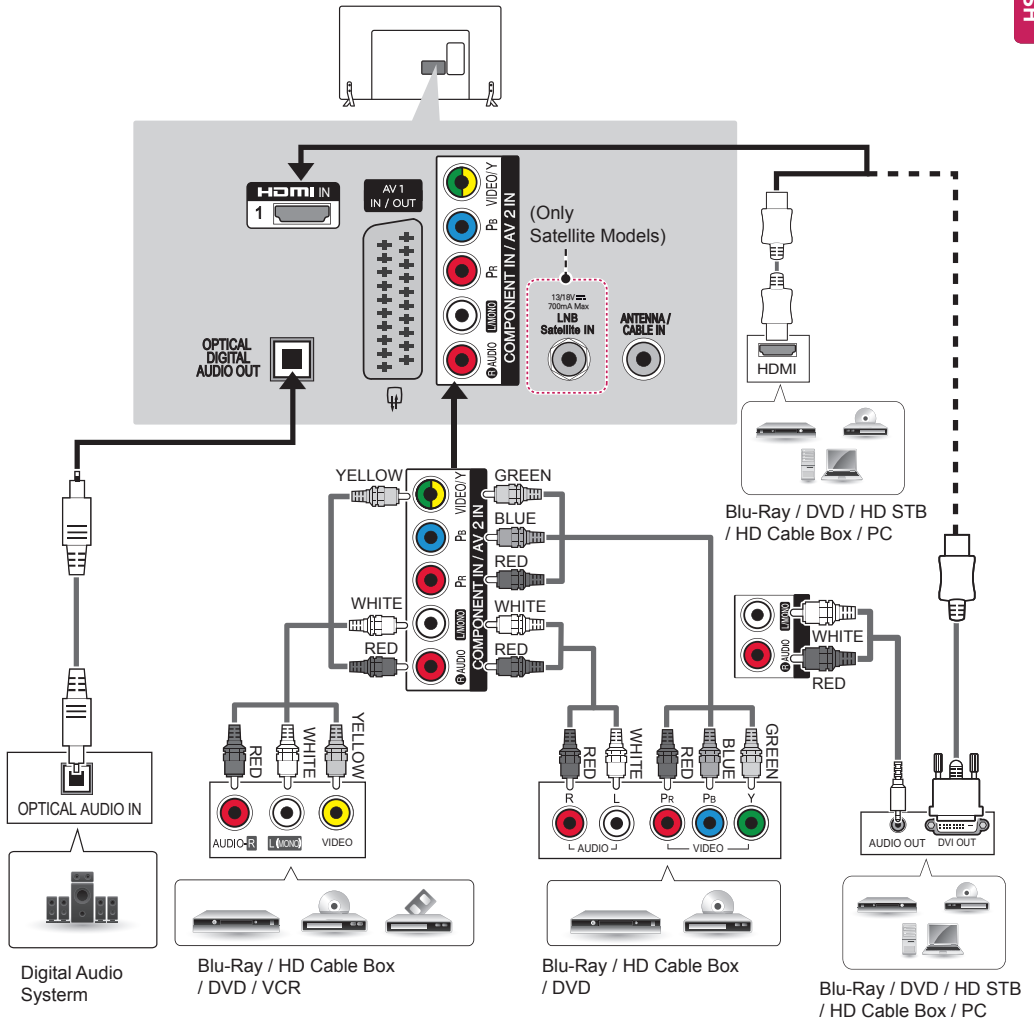 SH
HDMI IN
1
AV 1
IN / OUT
VIDEO/Y
PB
PR
L/MONO
R AUDIO
COMPONENT IN / AV 2 IN
(Only
Satellite Models)
13/18V
700mA Max
LNB
Satellite IN
ANTENNA /
CABLE IN
OPTICAL
DIGITAL
AUDIO OUT
HDMI
Blu-Ray / DVD / HD STB
/ HD Cable Box / PC
YELLOW
WHITE
RED
VIDEO/Y
PB
PR
L/MONO
R AUDIO
COMPONENT IN / AV 2 IN
GREEN
BLUE
RED
WHITE
RED
L/MONO
R AUDIO
WHITE
RED
OPTICAL AUDIO IN
Digital Audio
Systerm
RED
WHITE
YELLOW
AUDIO-R L(MONO) VIDEO
Blu-Ray / HD Cable Box
/ DVD / VCR
RED
WHITE
RED
BLUE
GREEN
R L PR PB Y
AUDIO VIDEO
Blu-Ray / HD Cable Box
/ DVD
AUDIO OUT DVI OUT
Blu-Ray / DVD / HD STB
/ HD Cable Box / PC